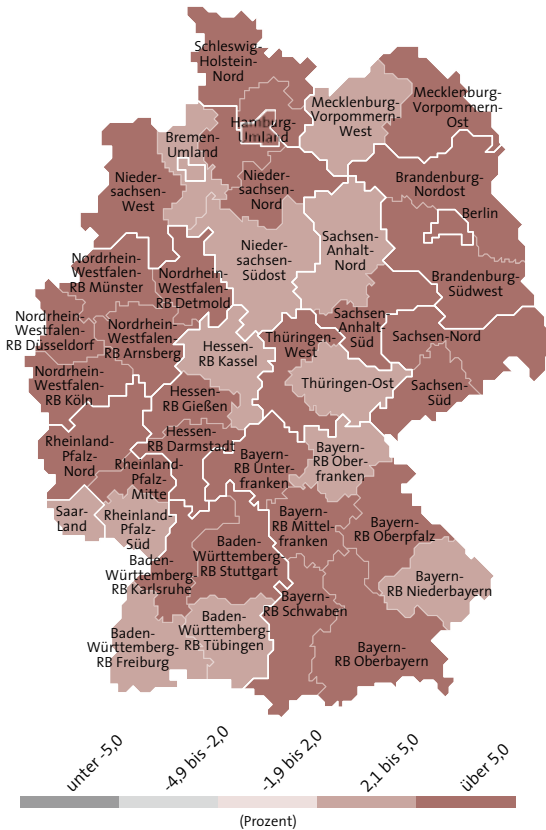 Schleswig-
Holstein-
Nord
Mecklenburg-
Vorpommern-
Ost
Mecklenburg-
Vorpommern-
West
Hamburg-
Umland
Bremen-
Umland
Nieder-
sachsen-
West
Nieder-
sachsen-
Nord
Brandenburg-
Nordost
Berlin
Nieder-
sachsen-
Südost
Sachsen-
Anhalt-
Nord
Brandenburg-
Südwest
Nordrhein-
Westfalen-
RB Münster
Nordrhein-
Westfalen-
RB Detmold
Nordrhein-
Westfalen-
RB Düsseldorf
Nordrhein-
Westfalen-
RB Arnsberg
Hessen-
RB Kassel
Thüringen-
West
Sachsen-
Anhalt-
Süd
Sachsen-Nord
Nordrhein-
Westfalen-
RB Köln
Hessen-
RB Gießen
Thüringen-Ost
Sachsen-
Süd
Rheinland-
Pfalz-
Nord
Hessen-
RB Darmstadt
Bayern-
RB Unter-
franken
Bayern-
RB Ober-
franken
Rheinland-
Pfalz-
Mitte
Saar-
Land
Rheinland-
Pfalz-
Süd
Bayern-
RB Mittel-
franken
Bayern-
RB Oberpfalz
Baden-
Württemberg-
RB Stuttgart
Baden-
Württemberg-
RB Karlsruhe
Bayern-
RB Niederbayern
Bayern-
RB Schwaben
Baden-
Württemberg-
RB Tübingen
Baden-
Württemberg-
RB Freiburg
Bayern-
RB Oberbayern
unter -5,0
-4,9 bis -2,0
-1,9 bis 2,0
2,1 bis 5,0
über 5,0
(Prozent)